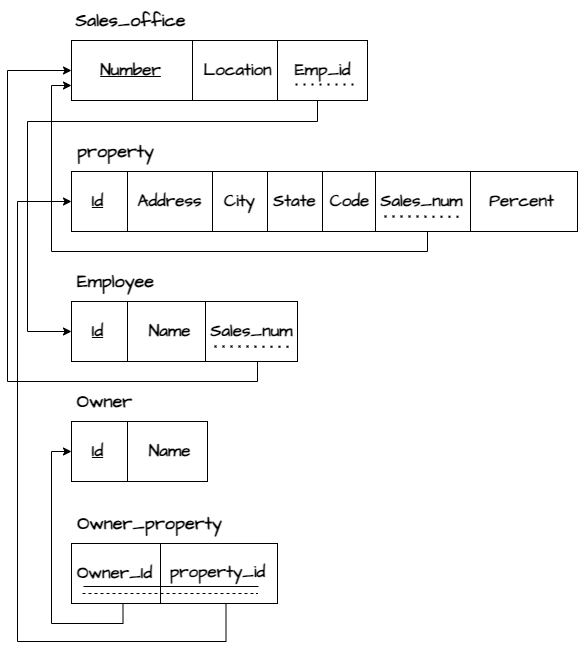 Sales_office
Number Location Emp_id
property
Id Address City State Code Sales_num Percent
Employee
Id Name Sales_num
Owner
Id Name
Owner_property
Owner_Id property_id